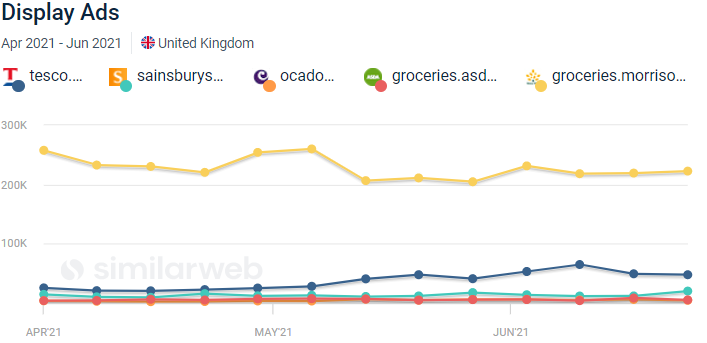 Display Ads
Apr 2021 - Jun 2021 United Kingdom
tesco.... sainsburys... ocado... groceries.asd... groceries.morriso...
300K
200K
100K
similarweb
APR'21 MAY'21 JUN'21